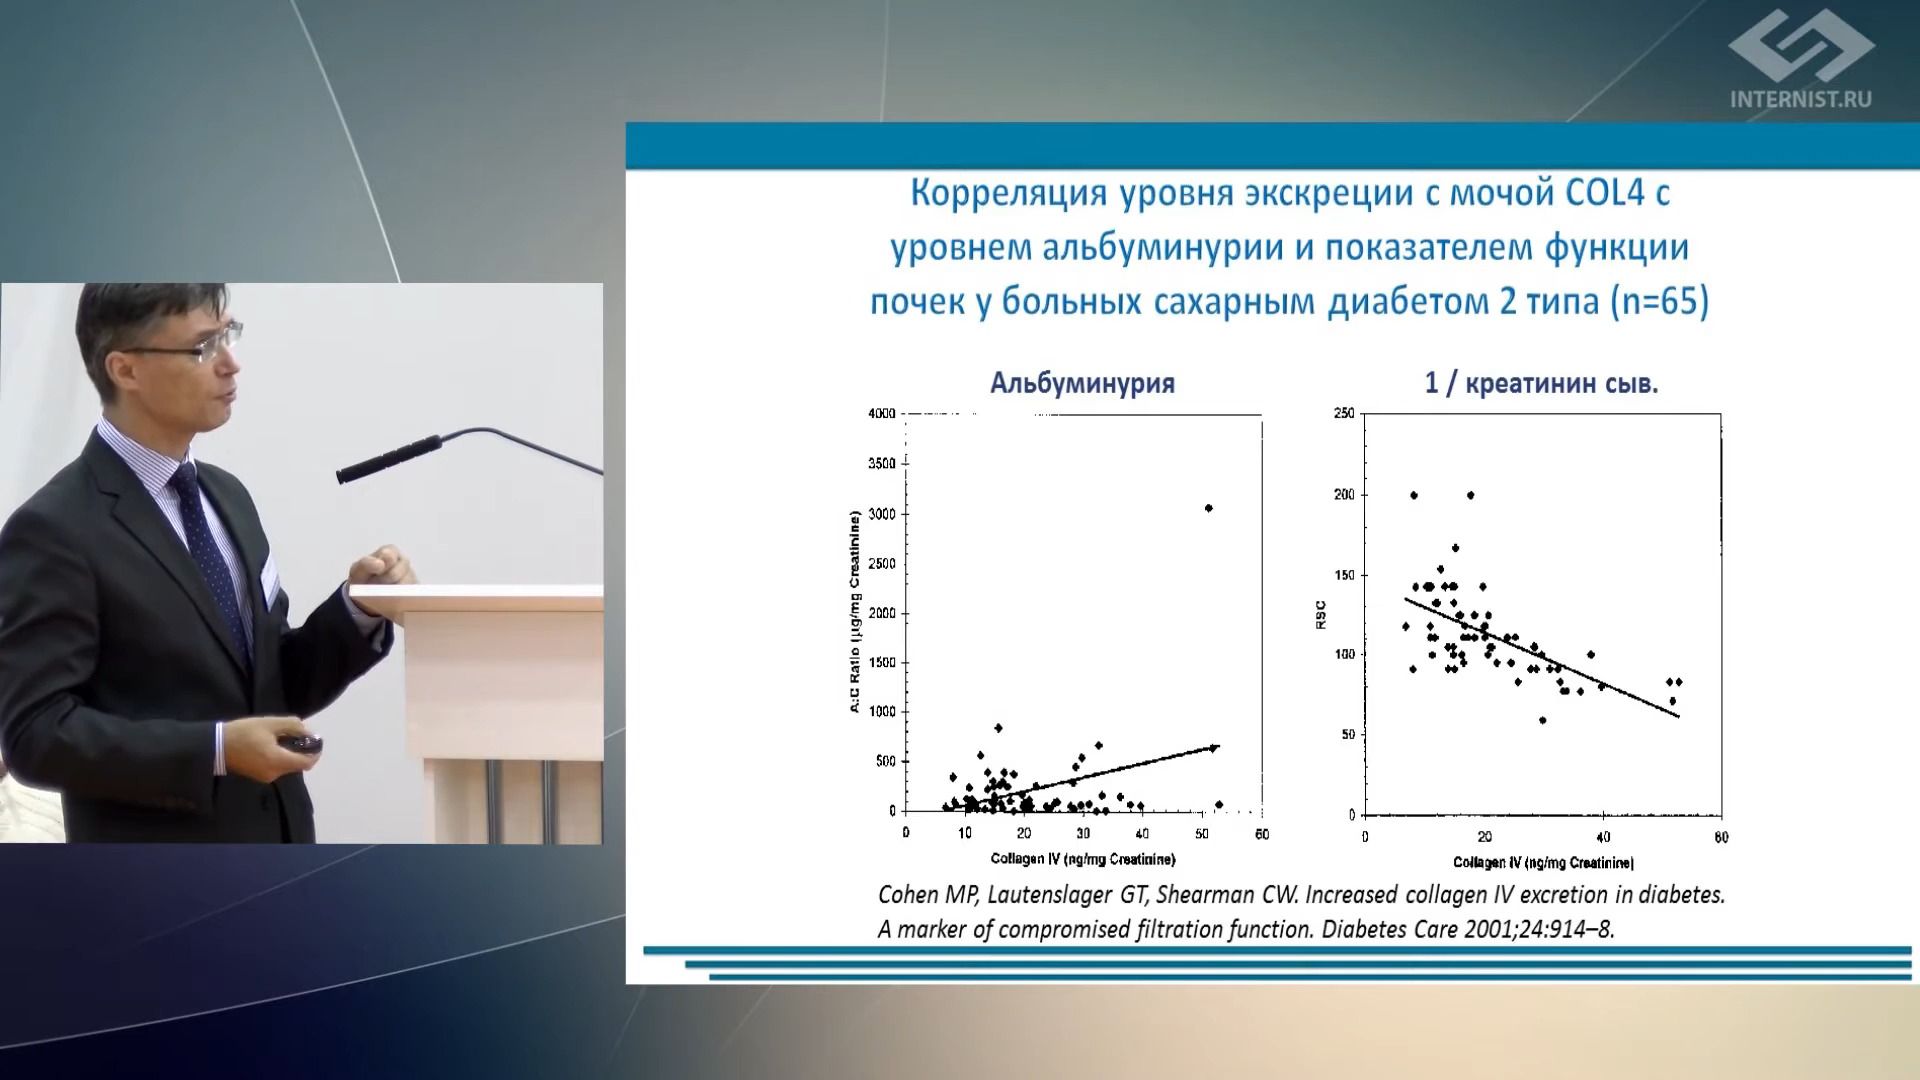 INTERNIST.RU
Корреляция уровня экскреции с мочой COL4 с
уровнем альбуминурии и показателем функции
почек у больных сахарным диабетом 2 типа (n=65)
Альбуминурия
4000
3500
3000
2500
2000
1500
1000
500
0
A:C Ratio (µg/mg Creatinine)
0 10 20 30 40 50 60
Collagen IV (ng/mg Creatinine)
1 / креатинин сыв.
250
200
150
100
50
0
RSC
0 20 40 60
Collagen IV (ng/mg Creatinine)
Cohen MP, Lautenslager GT, Shearman CW. Increased collagen IV excretion in diabetes.
A marker of compromised filtration function. Diabetes Care 2001;24:914–8.